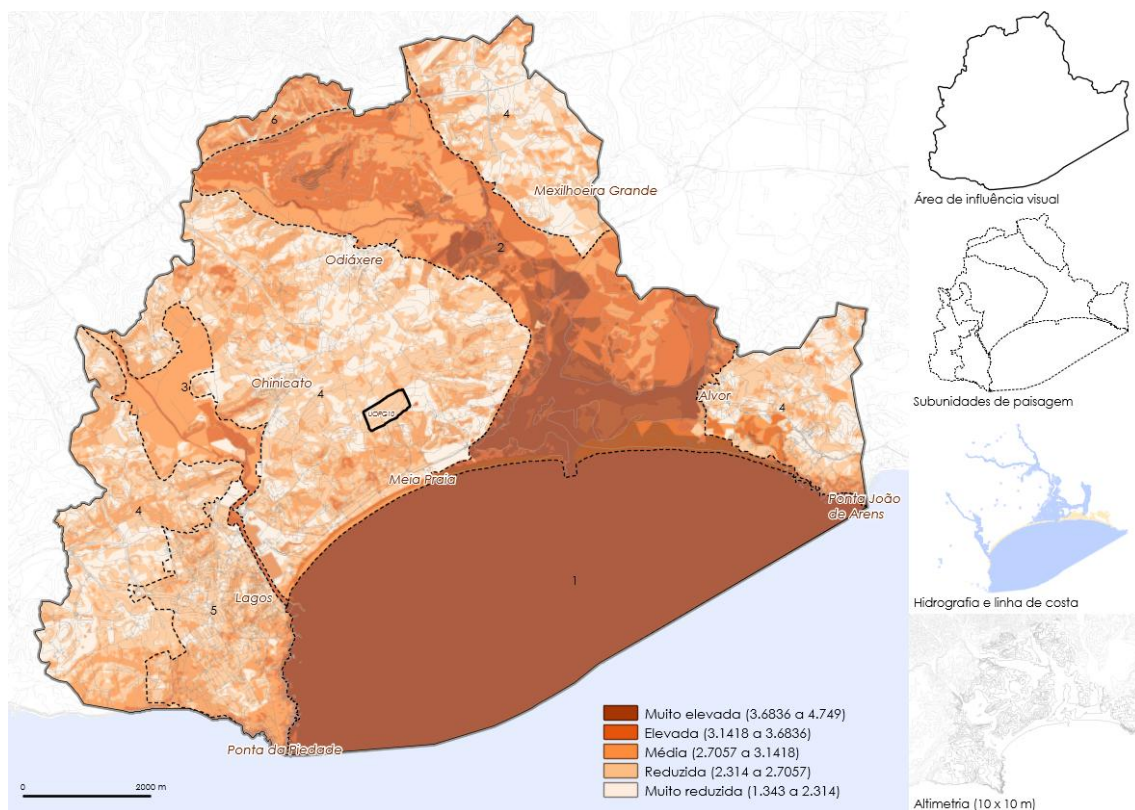 4
6
Mexilhoeira Grande
2
Odiáxere
3
Chinicato
4
UOPG10
Alvor
4
Meia Praia
Ponta João
de Arens
4
1
Lagos
5
Ponta da Piedade
0
2000 m
Muito elevada (3.6836 a 4.749)
Elevada (3.1418 a 3.6836)
Média (2.7057 a 3.1418)
Reduzida (2.314 a 2.7057)
Muito reduzida (1.343 a 2.314)
Área de influência visual
Subunidades de paisagem
Hidrografia e linha de costa
Altimetria (10 x 10 m)